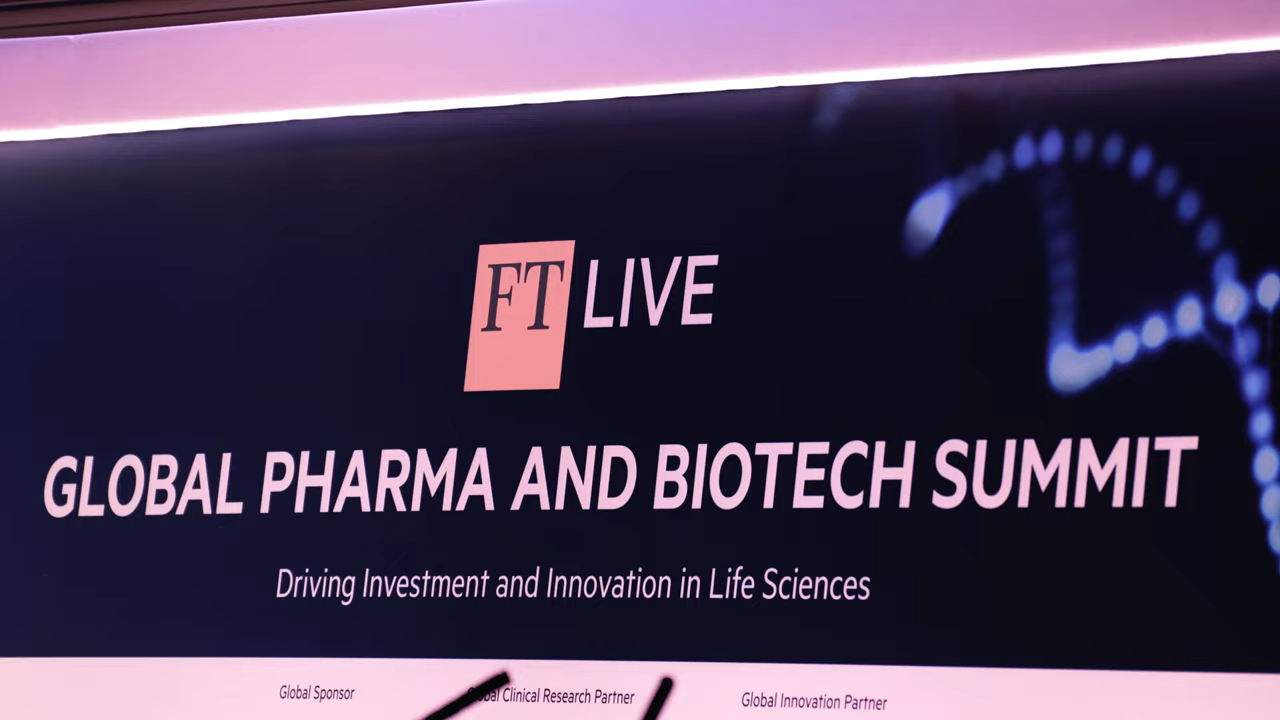 FT LIVE
GLOBAL PHARMA AND BIOTECH SUMMIT
Driving Investment and Innovation in Life Sciences
Global Sponsor
Clinical Research Partner
Global Innovation Partner